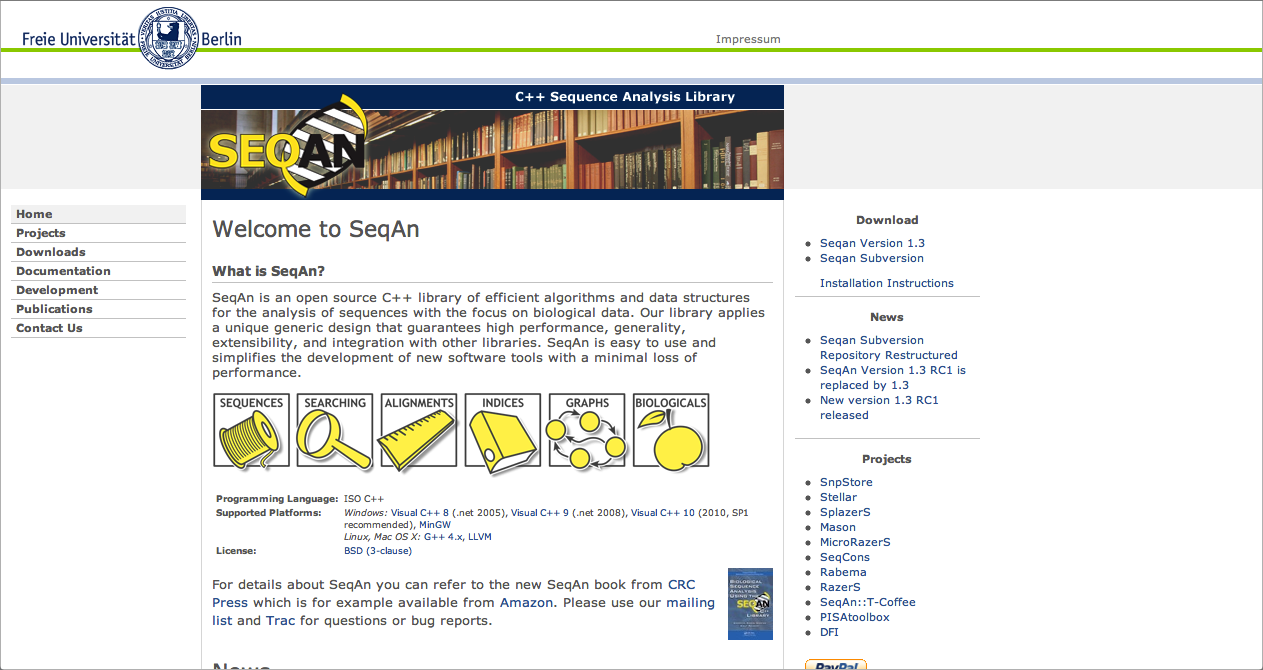 Freie Universität Berlin
Impressum
C++ Sequence Analysis Library
SEQAN
Home
Projects
Downloads
Documentation
Development
Publications
Contact Us
Welcome to SeqAn
What is SeqAn?
SeqAn is an open source C++ library of efficient algorithms and data structures
for the analysis of sequences with the focus on biological data. Our library applies
a unique generic design that guarantees high performance, generality,
extensibility, and integration with other libraries. SeqAn is easy to use and
simplifies the development of new software tools with a minimal loss of
performance.
SEQUENCES SEARCHING ALIGNMENTS INDICES GRAPHS BIOLOGICALS
Programming Language: ISO C++
Supported Platforms: Windows: Visual C++ 8 (.net 2005), Visual C++ 9 (.net 2008), Visual C++ 10 (2010, SP1
recommended), MinGW
Linux, Mac OS X: G++ 4.x, LLVM
License: BSD (3-clause)
For details about SeqAn you can refer to the new SeqAn book from CRC
Press which is for example available from Amazon. Please use our mailing
list and Trac for questions or bug reports.
BIOLOGICAL
SEQUENCE
ANALYSIS
USING THE
SEQAN
C++
LIBRARY
News
Download
Seqan Version 1.3
Seqan Subversion
Installation Instructions
News
Seqan Subversion
Repository Restructured
SeqAn Version 1.3 RC1 is
replaced by 1.3
New version 1.3 RC1
released
Projects
SnpStore
Stellar
SplazerS
Mason
MicroRazerS
SeqCons
Rabema
RazerS
SeqAn::T-Coffee
PISAtoolbox
DFI
PayPal